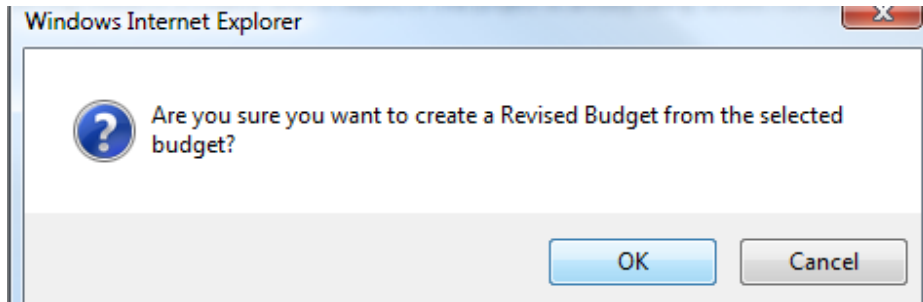 Windows Internet Explorer
Are you sure you want to create a Revised Budget from the selected
budget?
OK
Cancel